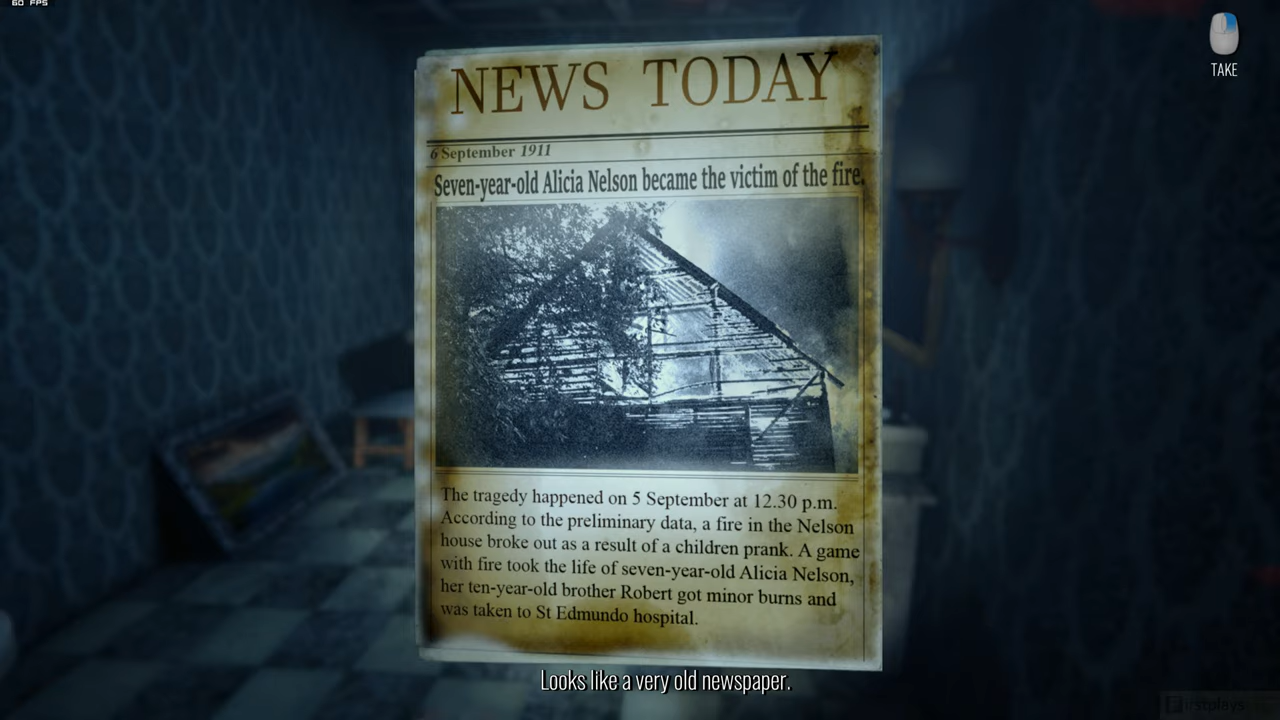 60 FPS
TAKE
NEWS TODAY
6 September 1911
Seven-year-old Alicia Nelson became the victim of the fire.
The tragedy happened on 5 September at 12.30 p.m.
According to the preliminary data, a fire in the Nelson
house broke out as a result of a children prank. A game
with fire took the life of seven-year-old Alicia Nelson,
her ten-year-old brother Robert got minor burns and
was taken to St Edmundo hospital.
Looks like a very old newspaper.
Firstplays